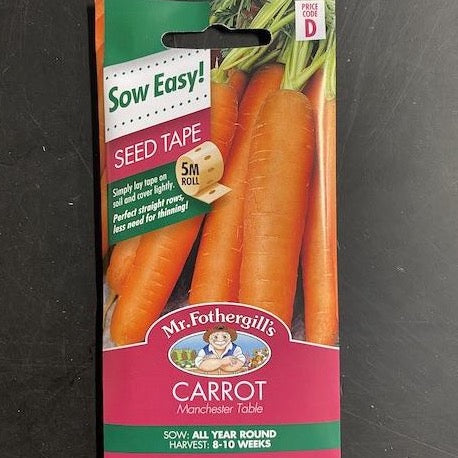 PRICE
CODE
D
Sow Easy!
SEED TAPE
5M
ROLL
Simply lay tape on
soil and cover lightly.
Perfect straight rows,
less need for thinning!
Mr. Fothergill's
CARROT
Manchester Table
SOW: ALL YEAR ROUND
HARVEST: 8-10 WEEKS